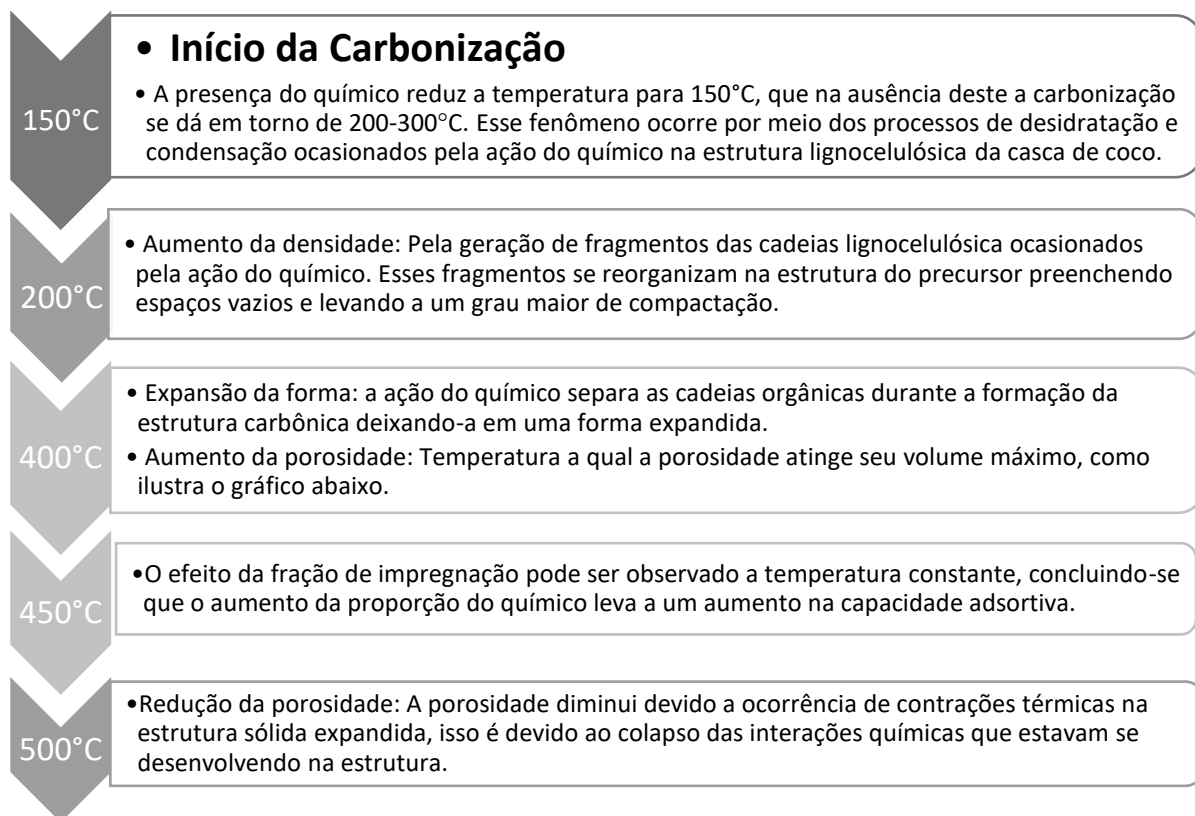 • Início da Carbonização
150°C
• A presença do químico reduz a temperatura para 150°C, que na ausência deste a carbonização
se dá em torno de 200-300°C. Esse fenômeno ocorre por meio dos processos de desidratação e
condensação ocasionados pela ação do químico na estrutura lignocelulósica da casca de coco.
200°C
• Aumento da densidade: Pela geração de fragmentos das cadeias lignocelulósica ocasionados
pela ação do químico. Esses fragmentos se reorganizam na estrutura do precursor preenchendo
espaços vazios e levando a um grau maior de compactação.
400°C
• Expansão da forma: a ação do químico separa as cadeias orgânicas durante a formação da
estrutura carbônica deixando-a em uma forma expandida.
• Aumento da porosidade: Temperatura a qual a porosidade atinge seu volume máximo, como
ilustra o gráfico abaixo.
450°C
•O efeito da fração de impregnação pode ser observado a temperatura constante, concluindo-se
que o aumento da proporção do químico leva a um aumento na capacidade adsortiva.
500°C
•Redução da porosidade: A porosidade diminui devido a ocorrência de contrações térmicas na
estrutura sólida expandida, isso é devido ao colapso das interações químicas que estavam se
desenvolvendo na estrutura.